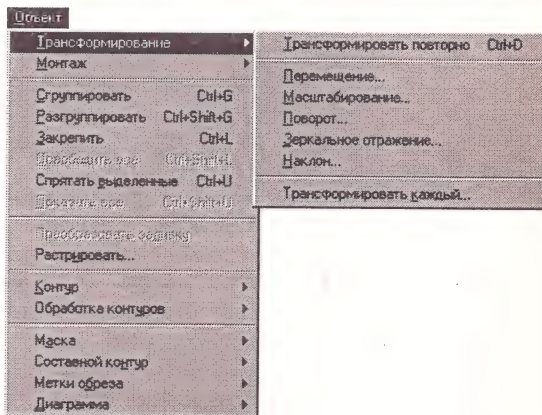 Объект
Трансформирование
Монтаж
Сгруппировать Ctrl+G
Разгруппировать Ctrl+Shift+G
Закрепить Ctrl+L
Освободить все Ctrl+Shift+L
Спрятать выделенные Ctrl+U
Показать все Ctrl+Shift+U
Преобразовать заливку
Растрировать...
Контур
Обработка контуров
Маска
Составной контур
Метки обреза
Диаграмма
Трансформировать повторно Ctrl+D
Перемещение...
Масштабирование...
Поворот...
Зеркальное отражение...
Наклон...
Трансформировать каждый...